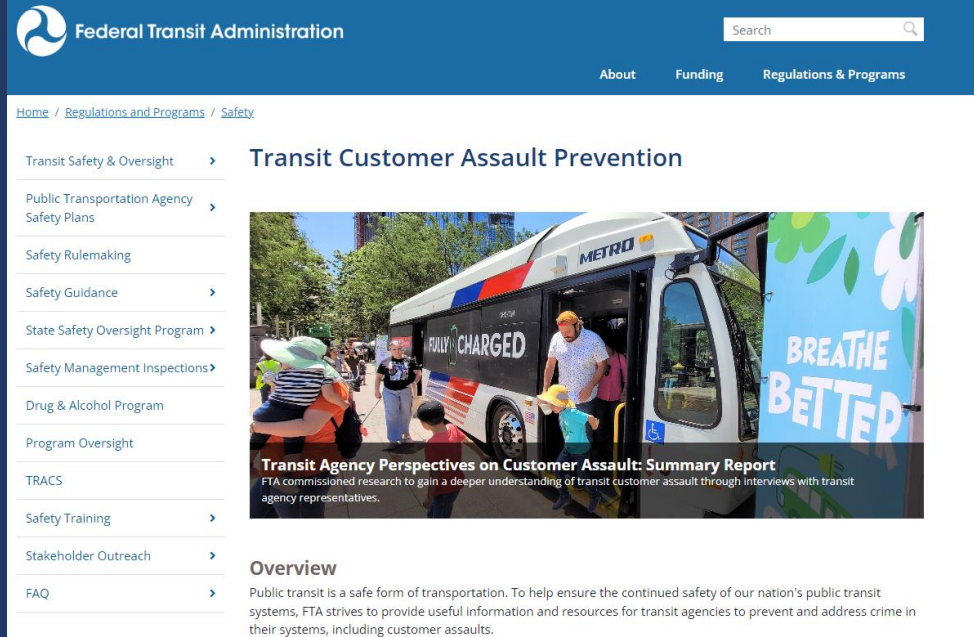 Federal Transit Administration
Search
About Funding Regulations & Programs
Home / Regulations and Programs / Safety
Transit Safety & Oversight
Public Transportation Agency
Safety Plans
Safety Rulemaking
Safety Guidance
State Safety Oversight Program
Safety Management Inspections
Drug & Alcohol Program
Program Oversight
TRACS
Safety Training
Stakeholder Outreach
FAQ
Transit Customer Assault Prevention
METRO
FULLY CHARGED
BREATHE
BETTER
Transit Agency Perspectives on Customer Assault: Summary Report
FTA commissioned research to gain a deeper understanding of transit customer assault through interviews with transit
agency representatives.
Overview
Public transit is a safe form of transportation. To help ensure the continued safety of our nation's public transit
systems, FTA strives to provide useful information and resources for transit agencies to prevent and address crime in
their systems, including customer assaults.